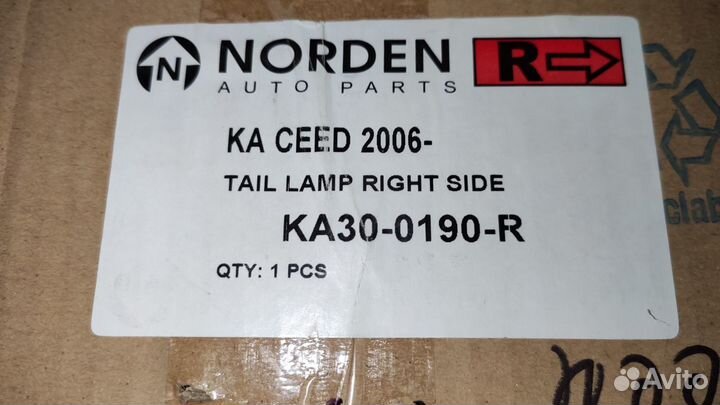 N NORDEN R
AUTO PARTS
KA CEED 2006-
TAIL LAMP RIGHT SIDE
KA30-0190-R
QTY: 1 PCS
Avito